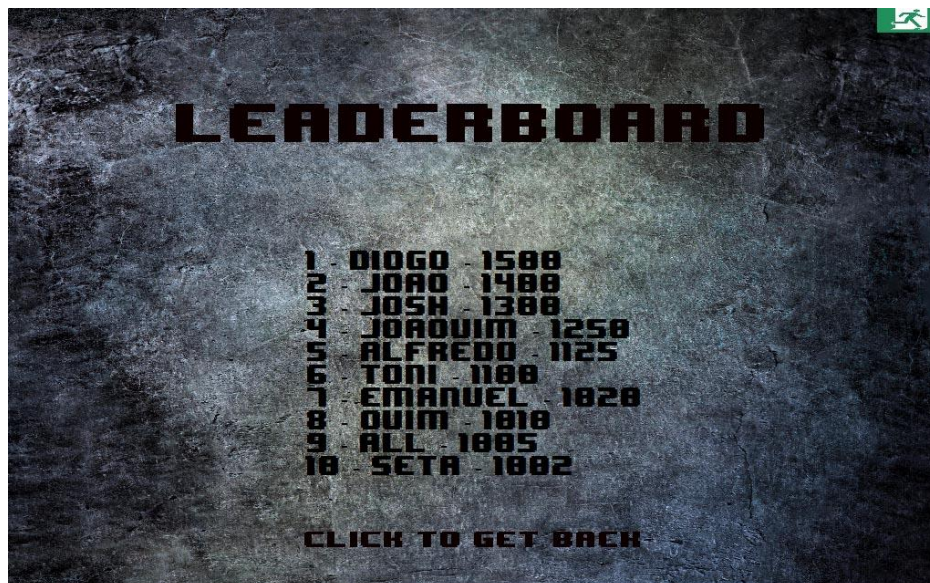 LEADERBOARD
1 - DIOGO - 1500
2 - JOAO - 1400
3 - JOSH - 1300
4 - JOAQUIM - 1250
5 - ALFREDO - 1125
6 - TONI - 1100
7 - EMANUEL - 1020
8 - QUIM - 1010
9 - ALL - 1005
10 - SETA - 1002
CLICK TO GET BACK